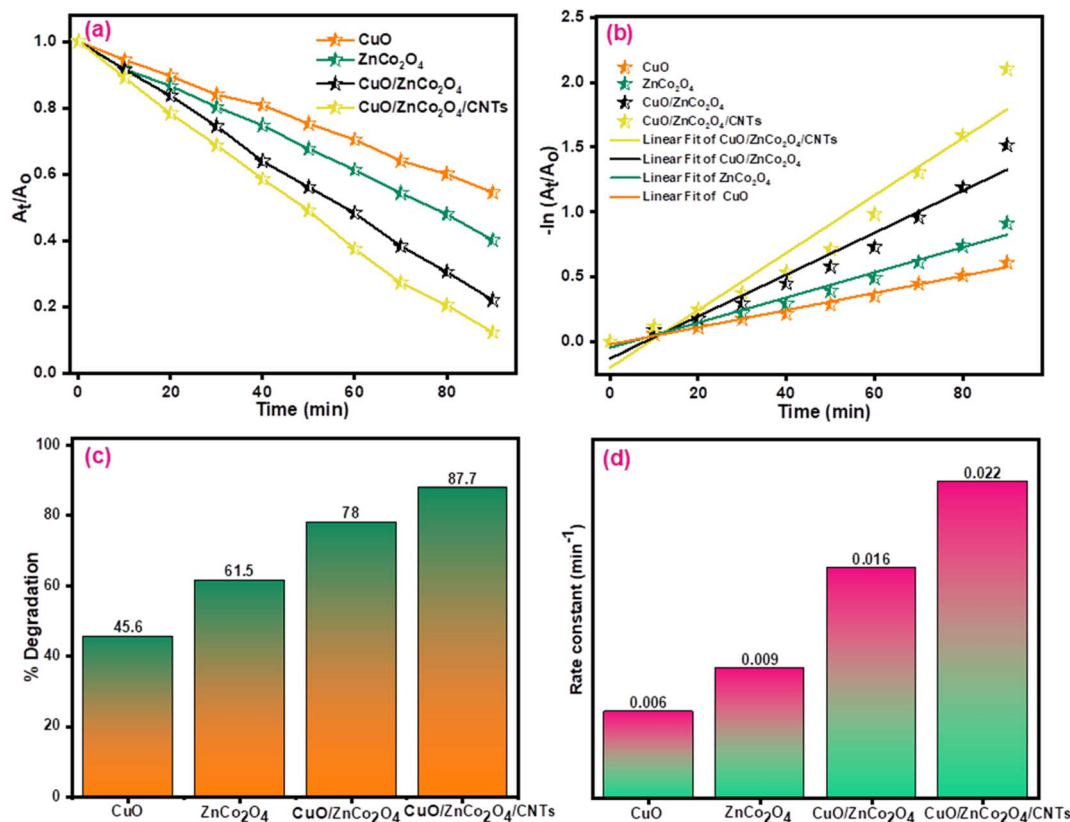 (a)
CuO
ZnCo₂O₄
CuO/ZnCo₂O₄
CuO/ZnCo₂O₄/CNTs
1.0
0.8
0.6
0.4
0.2
0.0
Aₜ/Aₒ
0 20 40 60 80
Time (min)
(b)
CuO
ZnCo₂O₄
CuO/ZnCo₂O₄
CuO/ZnCo₂O₄/CNTs
Linear Fit of CuO/ZnCo₂O₄/CNTs
Linear Fit of CuO/ZnCo₂O₄
Linear Fit of ZnCo₂O₄
Linear Fit of CuO
-2.5
2.0
1.5
1.0
0.5
0.0
-ln (Aₜ/Aₒ)
0 20 40 60 80
Time (min)
(c)
100
80
60
40
20
0
% Degradation
45.6
61.5
78
87.7
CuO ZnCo₂O₄ CuO/ZnCo₂O₄ CuO/ZnCo₂O₄/CNTs
(d)
Rate constant (min⁻¹)
0.006
0.009
0.016
0.022
CuO ZnCo₂O₄ CuO/ZnCo₂O₄ CuO/ZnCo₂O₄/CNTs